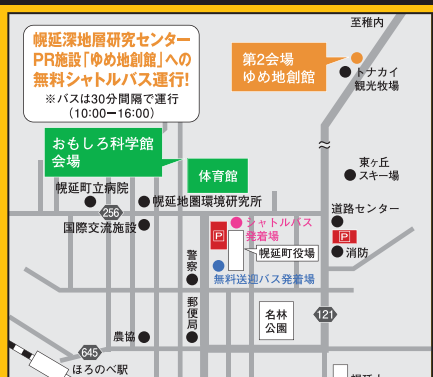 至稚内
幌延深地層研究センター
PR施設「ゆめ地創館」への
無料シャトルバス運行!
※バスは30分間隔で運行
(10:00ー16:00)
第2会場
ゆめ地創館
トナカイ
観光牧場
おもしろ科学館
会場
体育館
東ヶ丘
スキー場
幌延町立病院
幌延地圏環境研究所
256
国際交流施設
シャトルバス
発着場
道路センター
P
P
幌延町役場
消防
警察
無料送迎バス発着場
郵便局
名林
公園
121
農協
645
ほろのべ駅